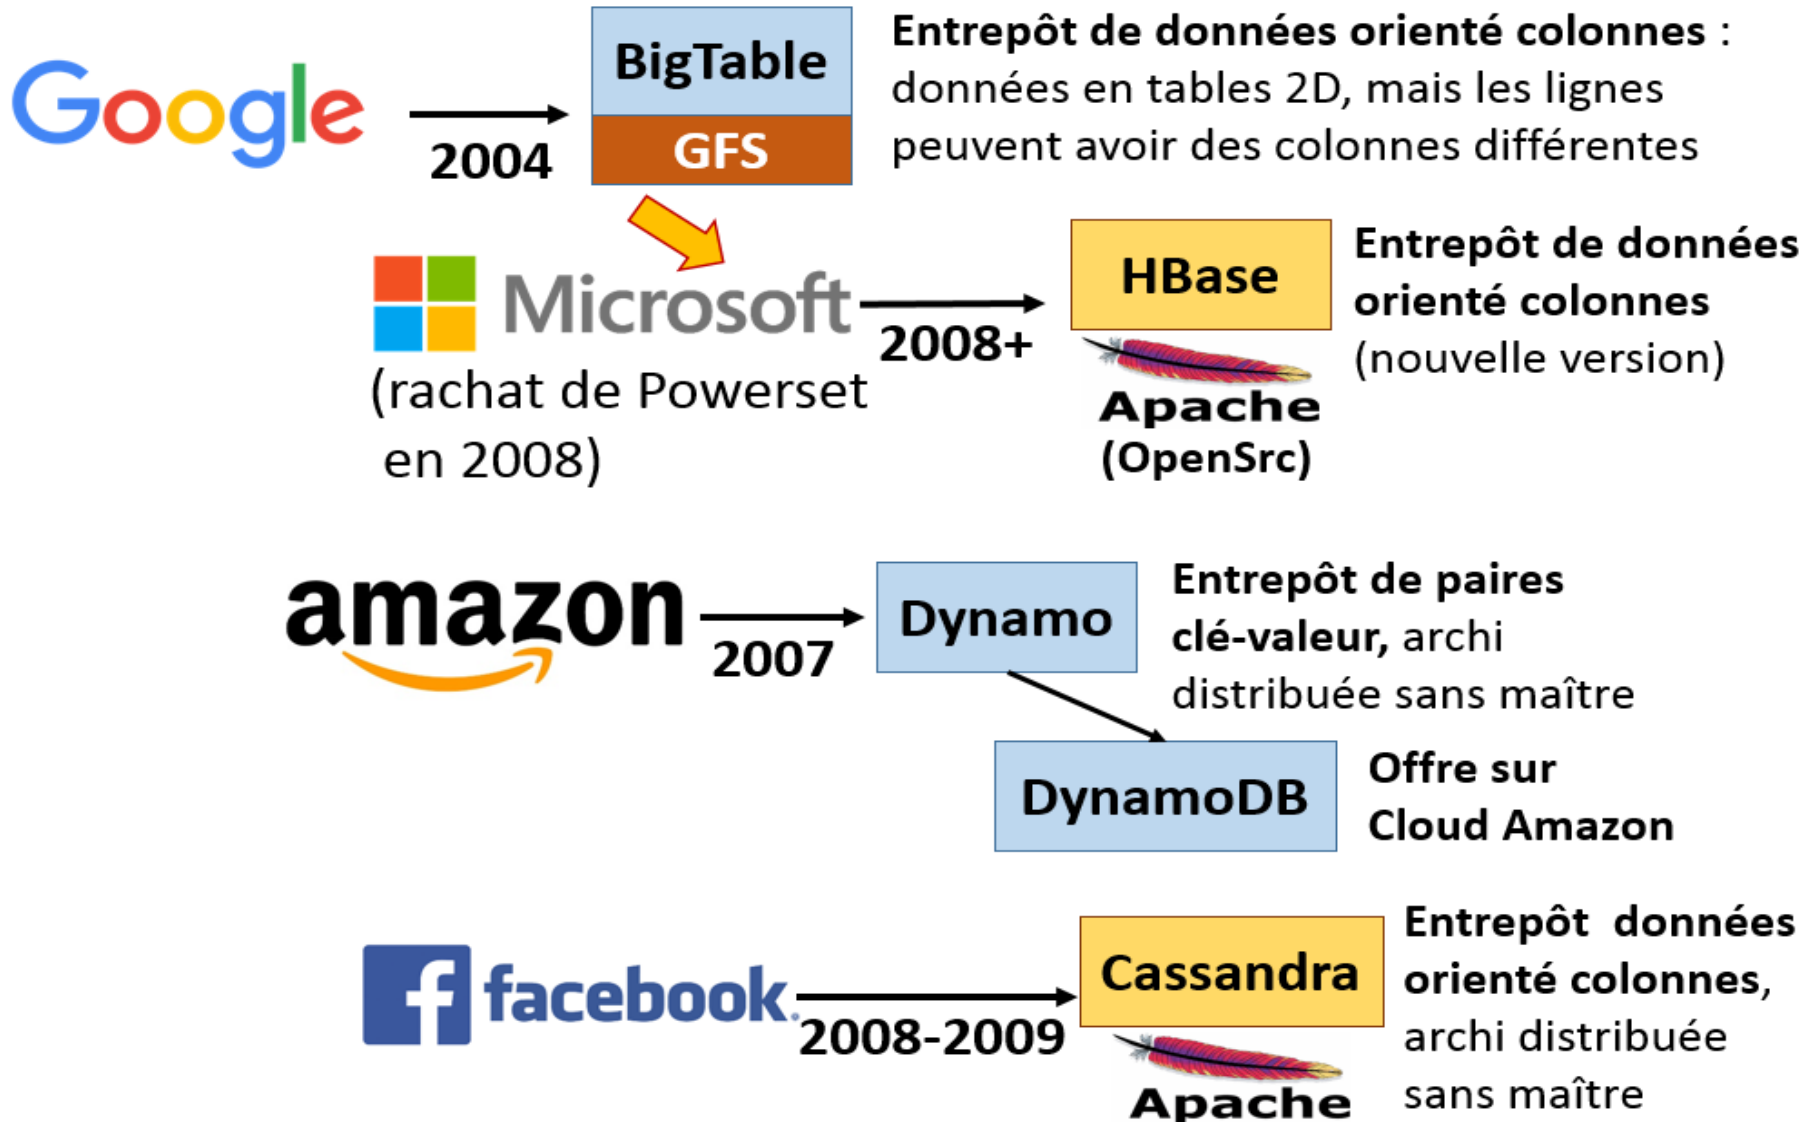 Google
2004
BigTable
GFS
Entrepôt de données orienté colonnes :
données en tables 2D, mais les lignes
peuvent avoir des colonnes différentes
Microsoft
(rachat de Powerset
en 2008)
2008+
HBase
Apache
(OpenSrc)
Entrepôt de données
orienté colonnes
(nouvelle version)
amazon
2007
Dynamo
Entrepôt de paires
clé-valeur, archi
distribuée sans maître
DynamoDB
Offre sur
Cloud Amazon
f facebook.
2008-2009
Cassandra
Apache
Entrepôt données
orienté colonnes,
archi distribuée
sans maître